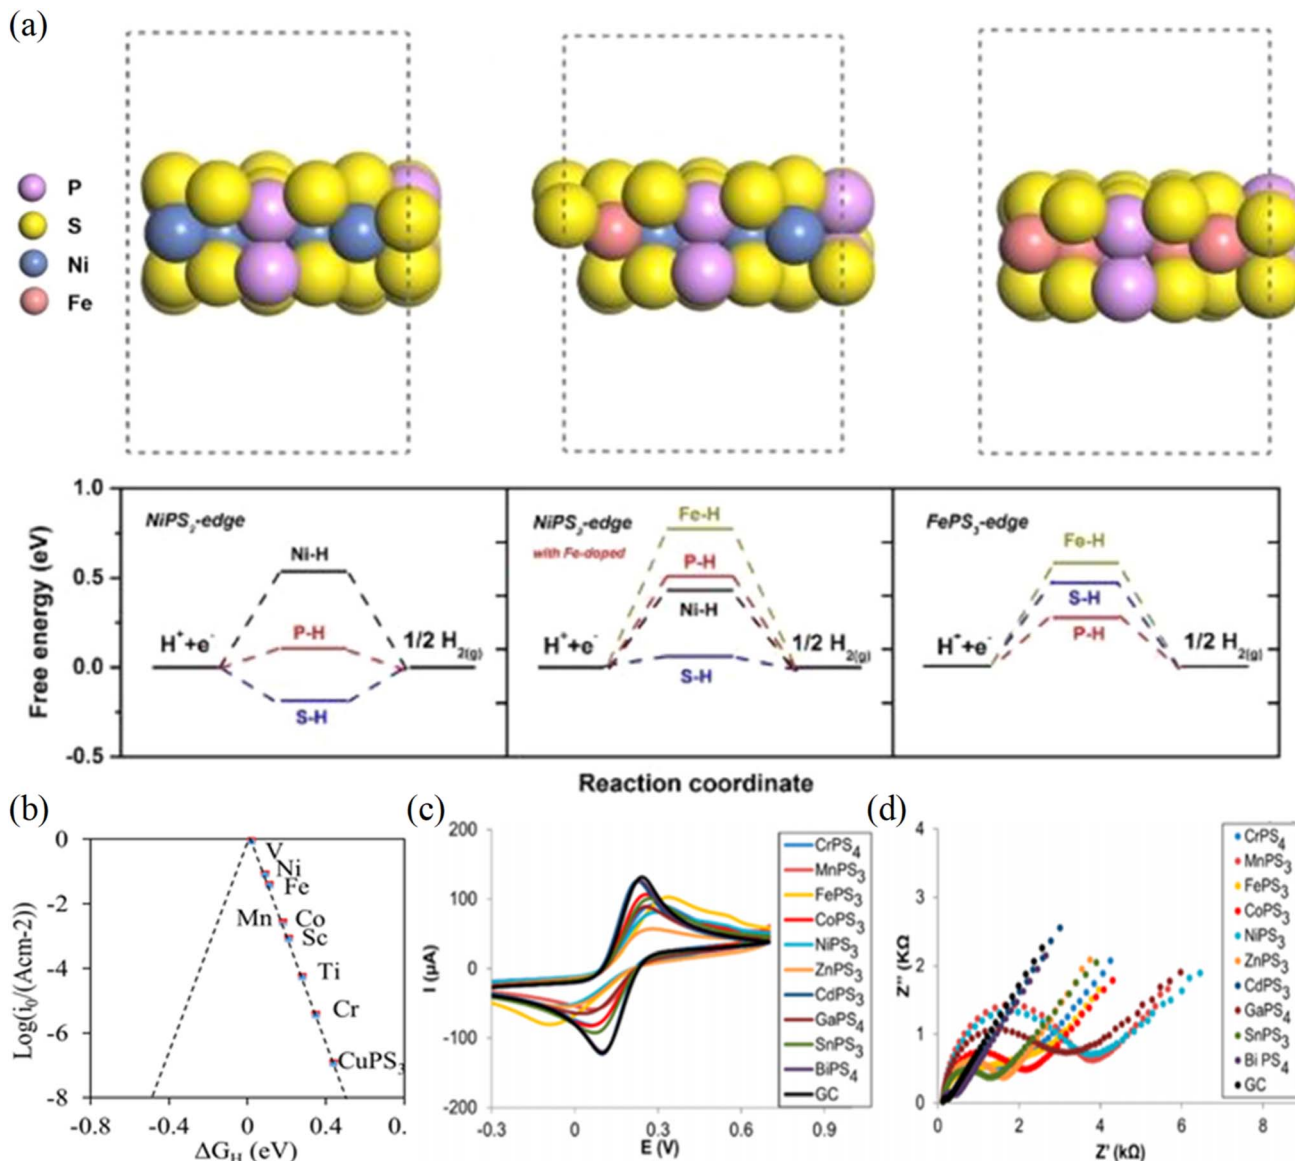 (a)
P
S
Ni
Fe
1.0
0.5
0.0
-0.5
Free energy (eV)
NiPS3-edge
Ni-H
P-H
S-H
H++e-
1/2 H2(g)
NiPS3-edge
with Fe-doped
Fe-H
P-H
Ni-H
S-H
H++e-
1/2 H2(g)
FePS3-edge
Fe-H
S-H
P-H
H++e-
1/2 H2(g)
Reaction coordinate
(b)
0
-2
-4
-6
-8
Log(i0/(Acm-2))
V
Ni
Fe
Mn Co
Sc
Ti
Cr
CuPS3
-0.8 -0.4 0 0.4 0.
ΔGH (eV)
(c)
200
100
0
-100
-200
I (μA)
-0.3 0 0.3 0.6 0.9
E (V)
CrPS4
MnPS3
FePS3
CoPS3
NiPS3
ZnPS3
CdPS3
GaPS4
SnPS3
BiPS4
GC
(d)
4
3
2
1
0
Z'' (KΩ)
0 2 4 6 8
Z' (kΩ)
CrPS4
MnPS3
FePS3
CoPS3
NiPS3
ZnPS3
CdPS3
GaPS4
SnPS3
Bi PS4
GC